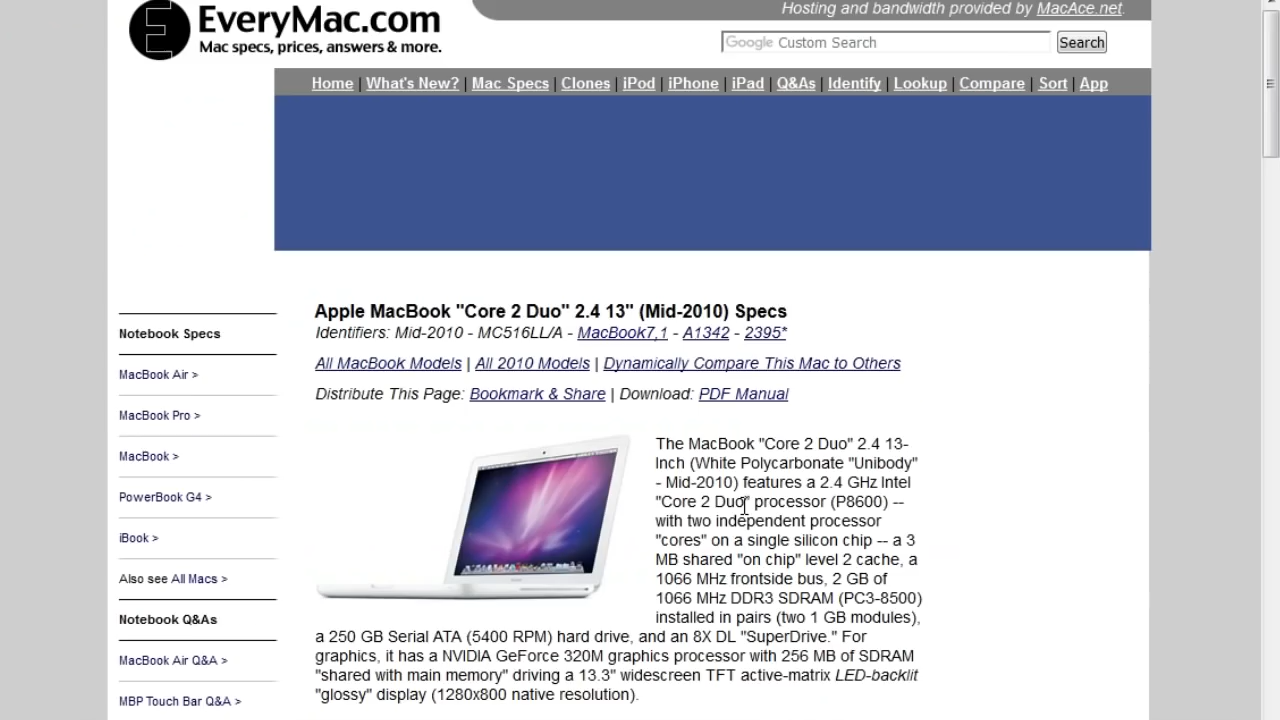 EveryMac.com
Mac specs, prices, answers & more.
Hosting and bandwidth provided by MacAce.net.
Google Custom Search
Search
Home | What's New? | Mac Specs | Clones | iPod | iPhone | iPad | Q&As | Identify | Lookup | Compare | Sort | App
Notebook Specs
MacBook Air >
MacBook Pro >
MacBook >
PowerBook G4 >
iBook >
Also see All Macs >
Notebook Q&As
MacBook Air Q&A >
MBP Touch Bar Q&A >
Apple MacBook "Core 2 Duo" 2.4 13" (Mid-2010) Specs
Identifiers: Mid-2010 - MC516LL/A - MacBook7,1 - A1342 - 2395*
All MacBook Models | All 2010 Models | Dynamically Compare This Mac to Others
Distribute This Page: Bookmark & Share | Download: PDF Manual
The MacBook "Core 2 Duo" 2.4 13-
Inch (White Polycarbonate "Unibody"
- Mid-2010) features a 2.4 GHz Intel
"Core 2 Duo" processor (P8600) --
with two independent processor
"cores" on a single silicon chip -- a 3
MB shared "on chip" level 2 cache, a
1066 MHz frontside bus, 2 GB of
1066 MHz DDR3 SDRAM (PC3-8500)
installed in pairs (two 1 GB modules),
a 250 GB Serial ATA (5400 RPM) hard drive, and an 8X DL "SuperDrive." For
graphics, it has a NVIDIA GeForce 320M graphics processor with 256 MB of SDRAM
"shared with main memory" driving a 13.3" widescreen TFT active-matrix LED-backlit
"glossy" display (1280x800 native resolution).